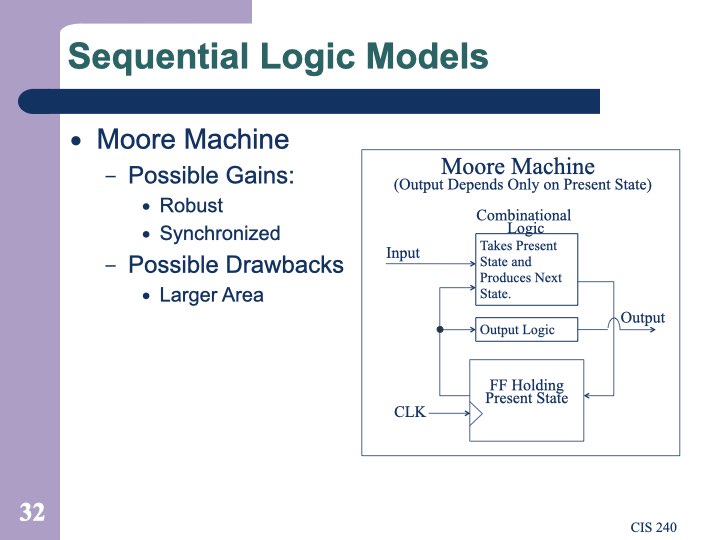 Sequential Logic Models
• Moore Machine
– Possible Gains:
• Robust
• Synchronized
– Possible Drawbacks
• Larger Area
Moore Machine
(Output Depends Only on Present State)
Combinational
Logic
Input
Takes Present
State and
Produces Next
State.
Output
Output Logic
FF Holding
Present State
CLK
32
CIS 240